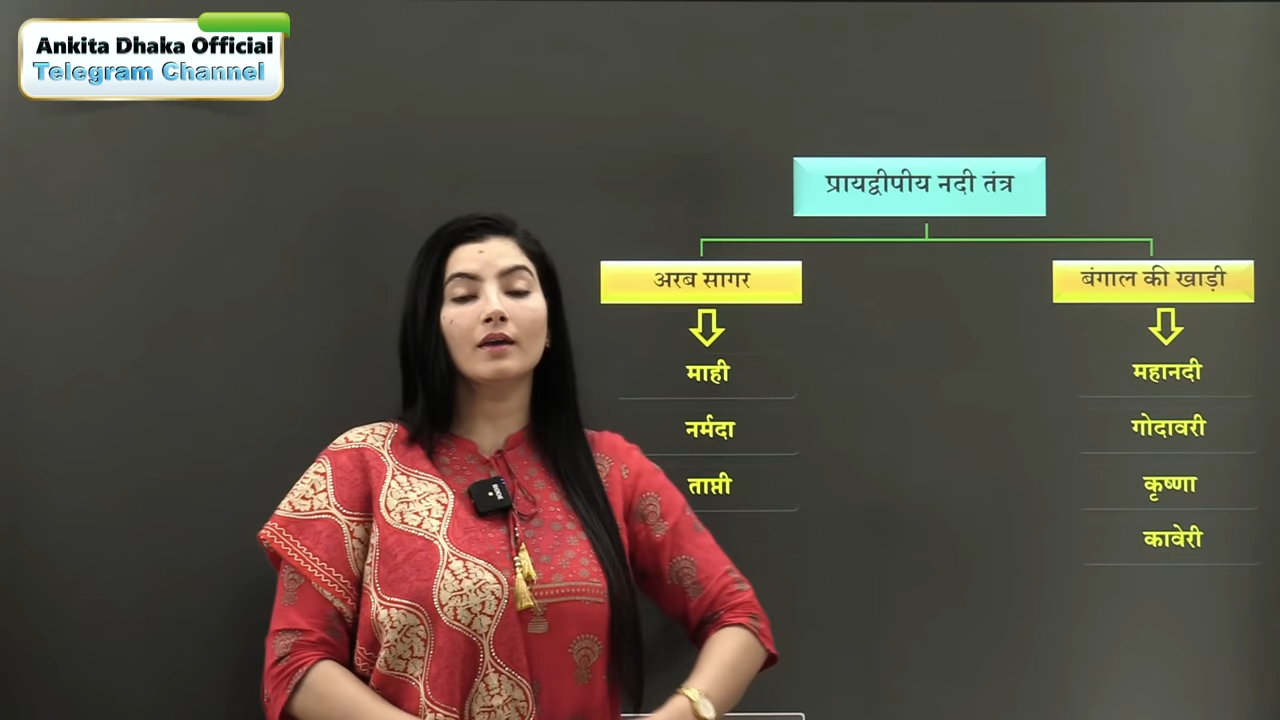 Ankita Dhaka Official
Telegram Channel
प्रायद्वीपीय नदी तंत्र
अरब सागर
बंगाल की खाड़ी
माही
महानदी
नर्मदा
गोदावरी
ताप्ती
कृष्णा
कावेरी